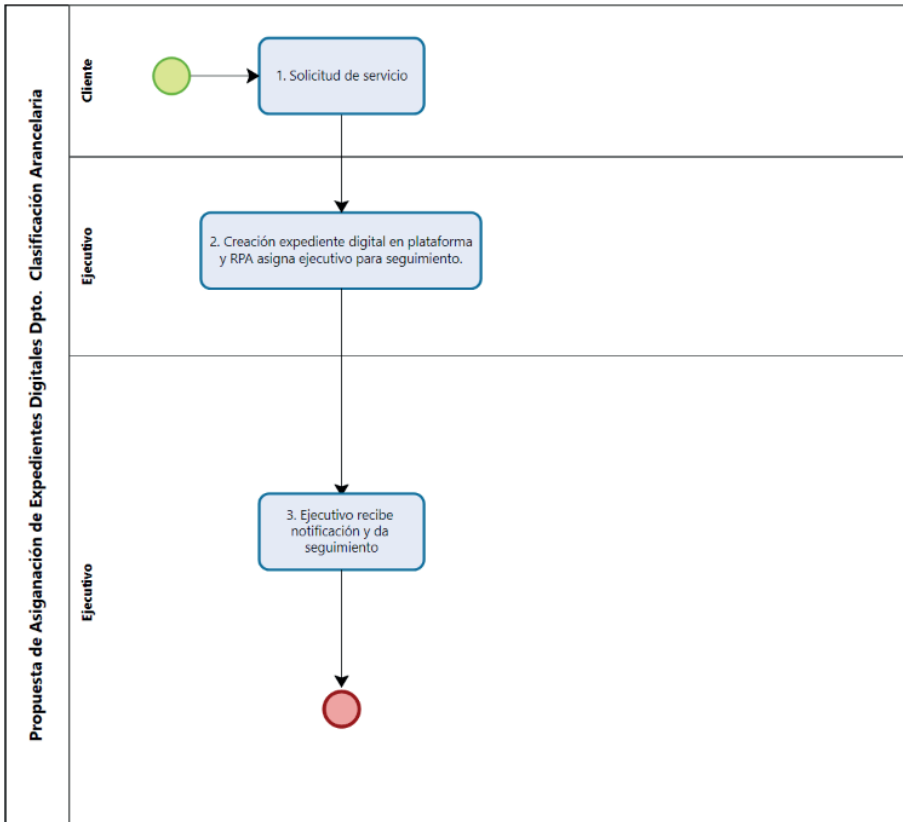 Propuesta de Asiganación de Expedientes Digitales Dpto.  Clasificación Arancelaria
Cliente
1. Solicitud de servicio
Ejecutivo
2. Creación expediente digital en plataforma
y RPA asigna ejecutivo para seguimiento.
Ejecutivo
3. Ejecutivo recibe
notificación y da
seguimiento